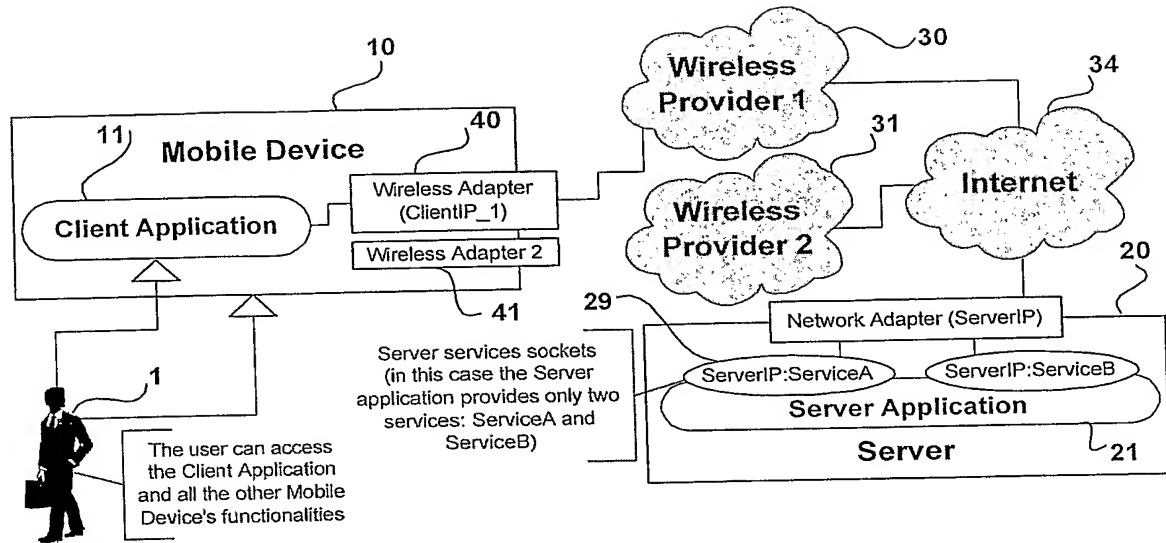 10
30
34
11
40
Wireless
Provider 1
31
Mobile Device
Wireless Adapter
(ClientIP_1)
Client Application
Internet
Wireless
Provider 2
Wireless Adapter 2
41
29
20
Network Adapter (ServerIP)
Server services sockets
(in this case the Server
application provides only two
services: ServiceA and
ServiceB)
ServerIP:ServiceA
ServerIP:ServiceB
Server Application
Server
21
1
The user can access
the Client Application
and all the other Mobile
Device's functionalities